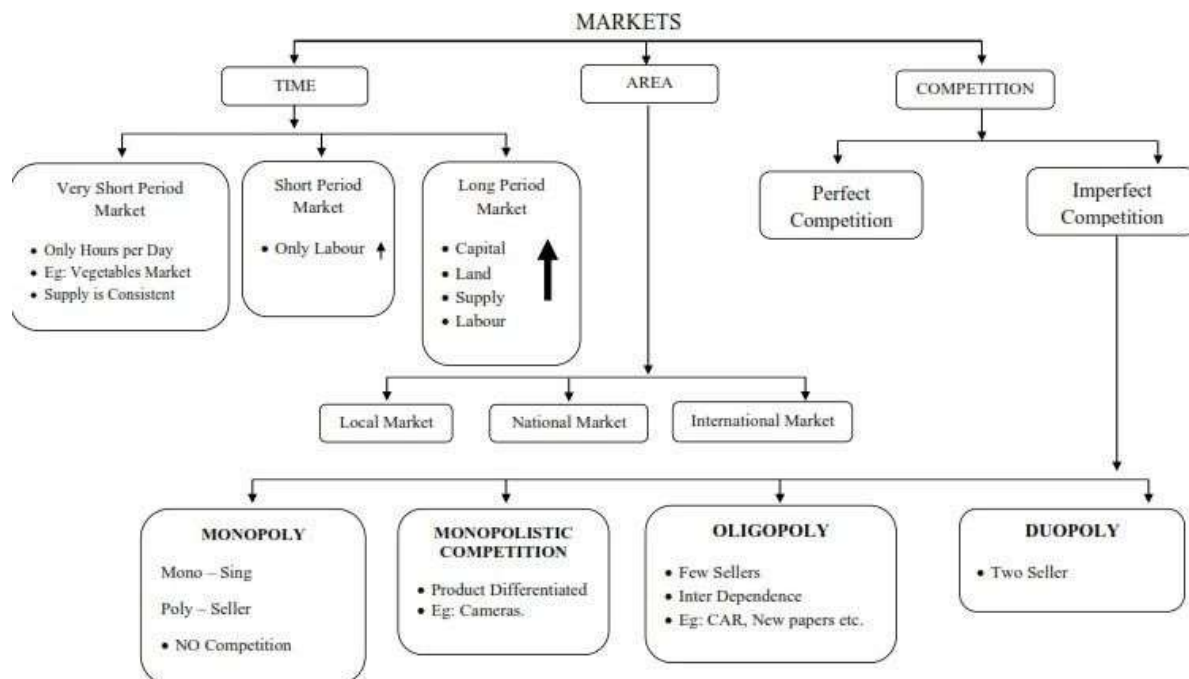 MARKETS
TIME
AREA
COMPETITION
Very Short Period
Market
• Only Hours per Day
• Eg: Vegetables Market
• Supply is Consistent
Short Period
Market
• Only Labour
Long Period
Market
• Capital
• Land
• Supply
• Labour
Perfect
Competition
Imperfect
Competition
Local Market
National Market
International Market
MONOPOLY
Mono – Sing
Poly – Seller
• NO Competition
MONOPOLISTIC
COMPETITION
• Product Differentiated
• Eg: Cameras.
OLIGOPOLY
• Few Sellers
• Inter Dependence
• Eg: CAR, New papers etc.
DUOPOLY
• Two Seller